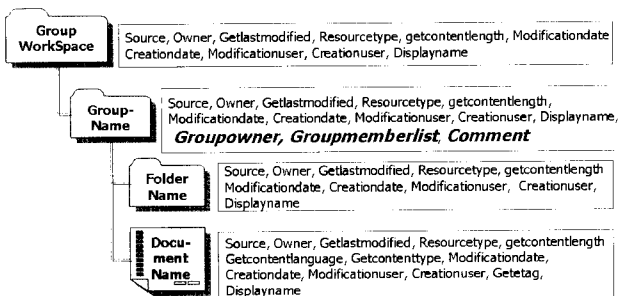 Group
WorkSpace
Source, Owner, Getlastmodified, Resourcetype, getcontentlength, Modificationdate
Creationdate, Modificationuser, Creationuser, Displayname
Group-
Name
Source, Owner, Getlastmodified, Resourcetype, getcontentlength,
Modificationdate, Creationdate, Modificationuser, Creationuser, Displayname,
Groupowner, Groupmemberlist, Comment
Folder
Name
Source, Owner, Getlastmodified, Resourcetype, getcontentlength
Modificationdate, Creationdate, Modificationuser, Creationuser,
Displayname
Docu-
ment
Name
Source, Owner, Getlastmodified, Resourcetype, getcontentlength
Getcontentlanguage, Getcontenttype, Modificationdate,
Creationdate, Modificationuser, Creationuser, Getetag,
Displayname